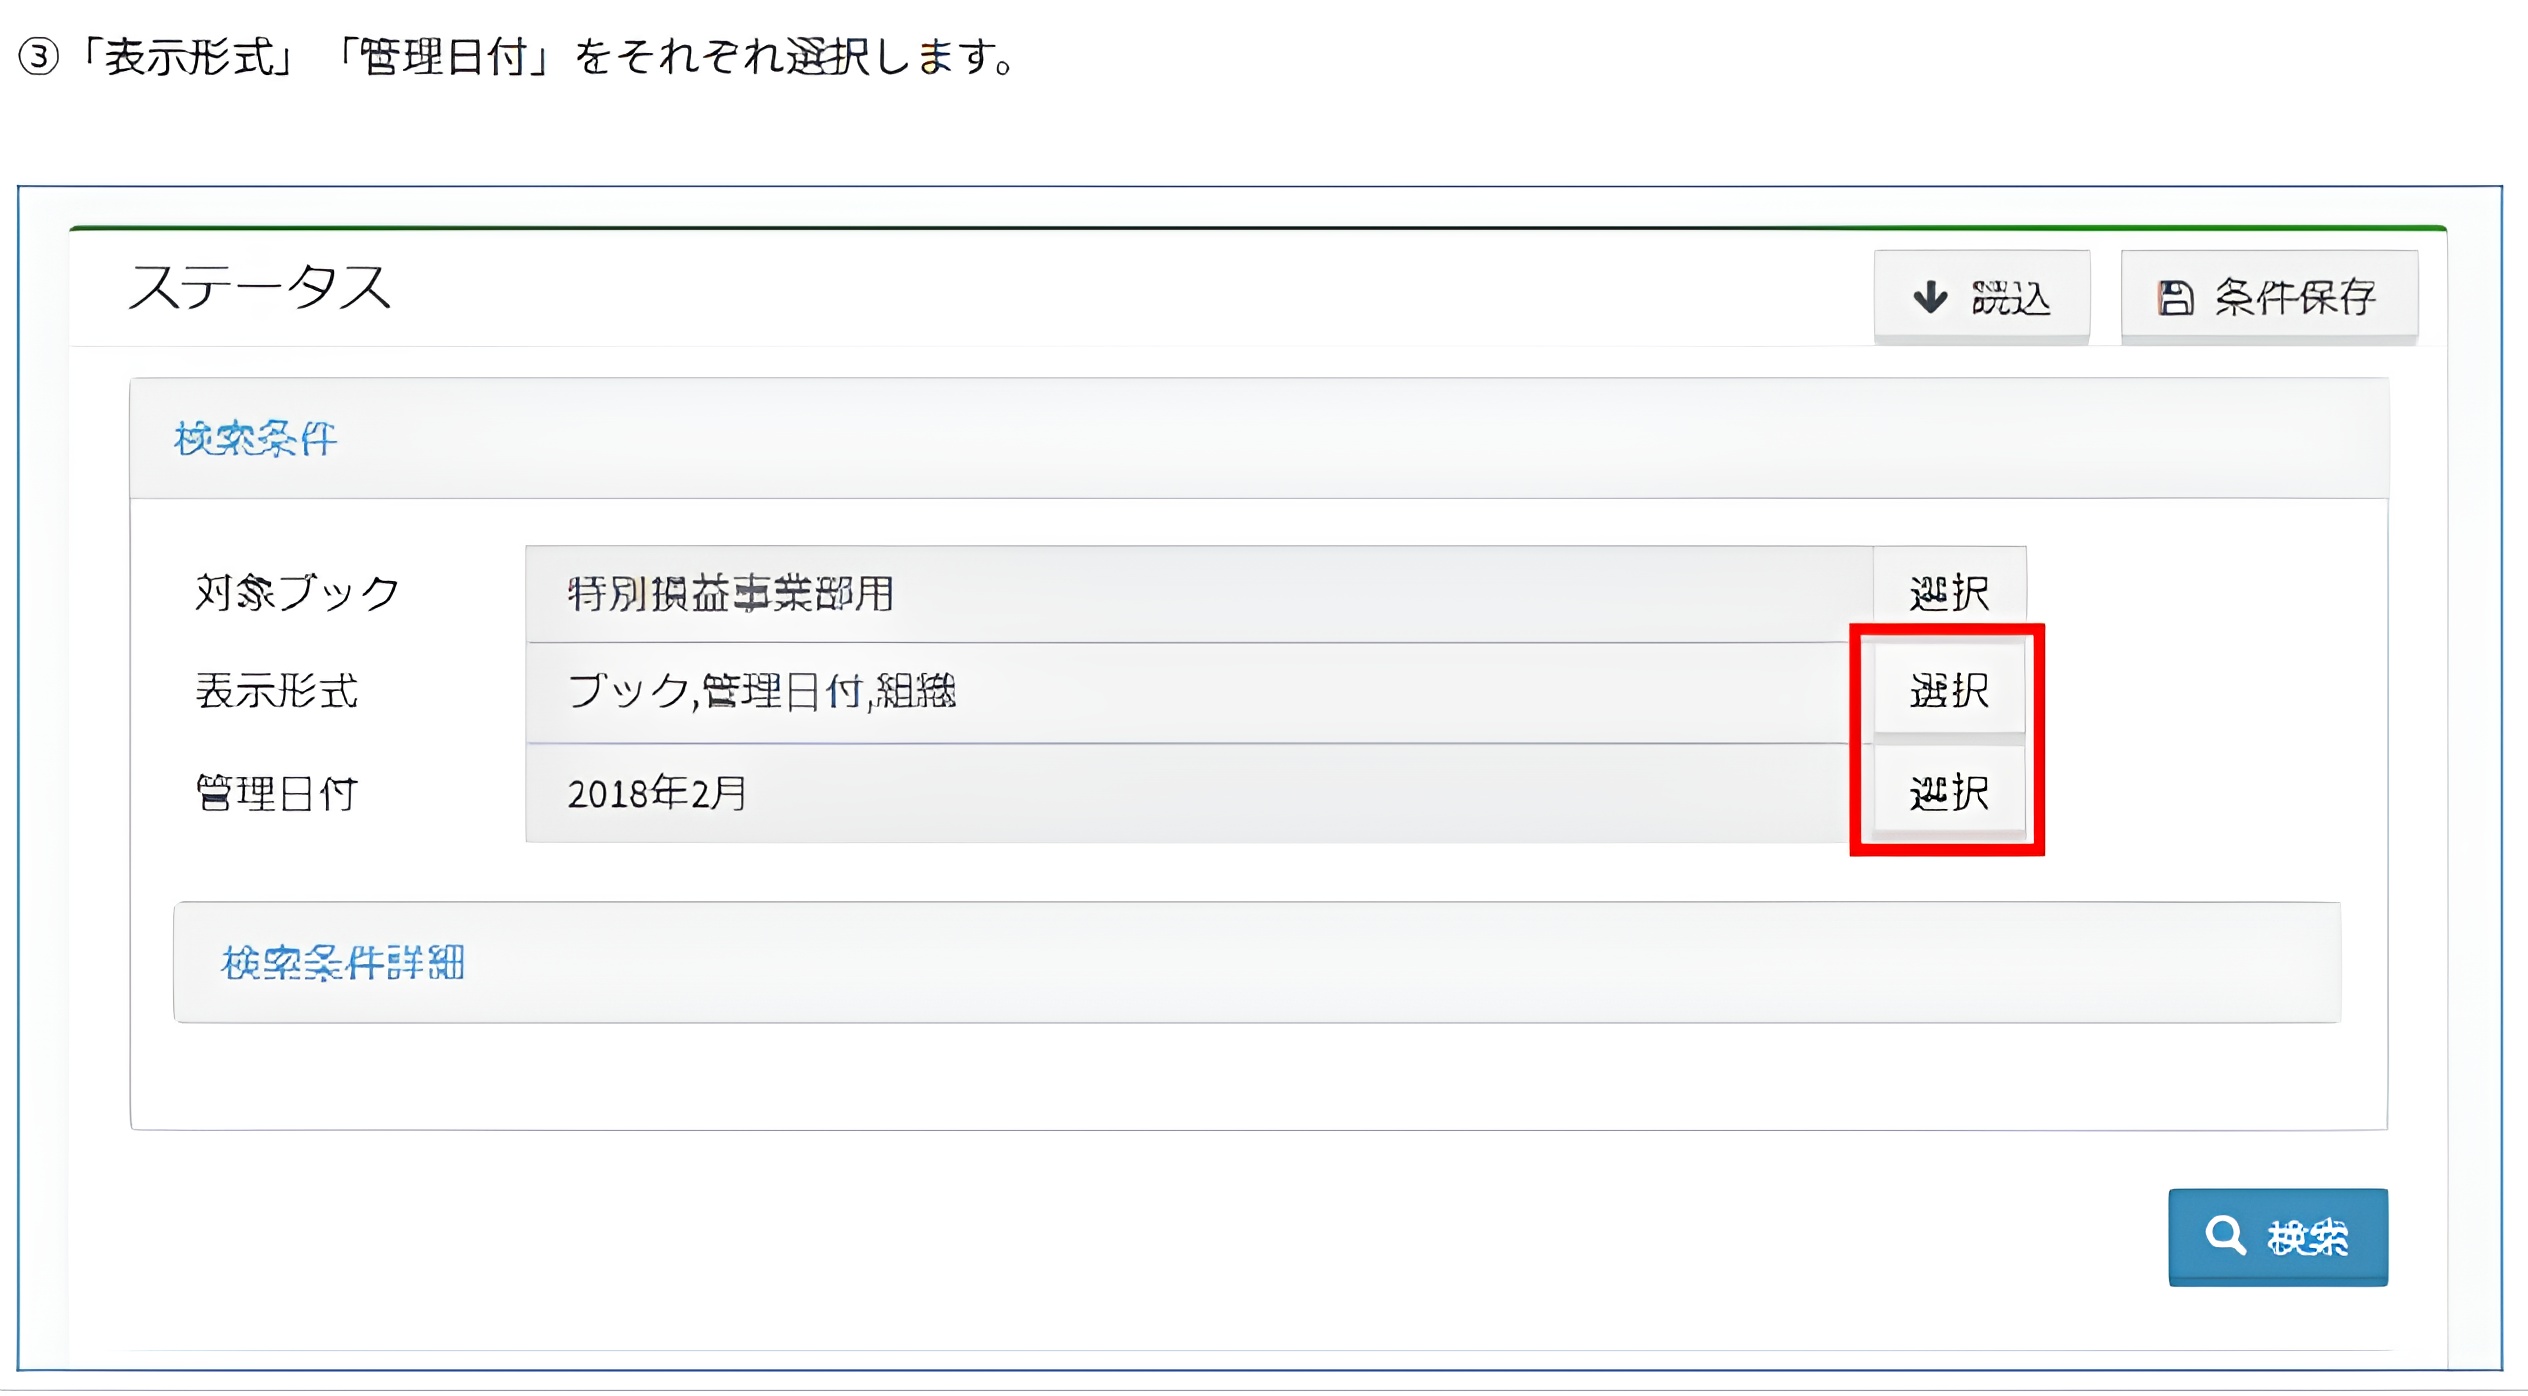 ③「表示形式」「管理日付」をそれぞれ選択します。
ステータス
読込
条件保存
検索条件
対象ブック 特別損益事業部用 選択
表示形式 ブック,管理日付,組織 選択
管理日付 2018年2月 選択
検索条件詳細
検索